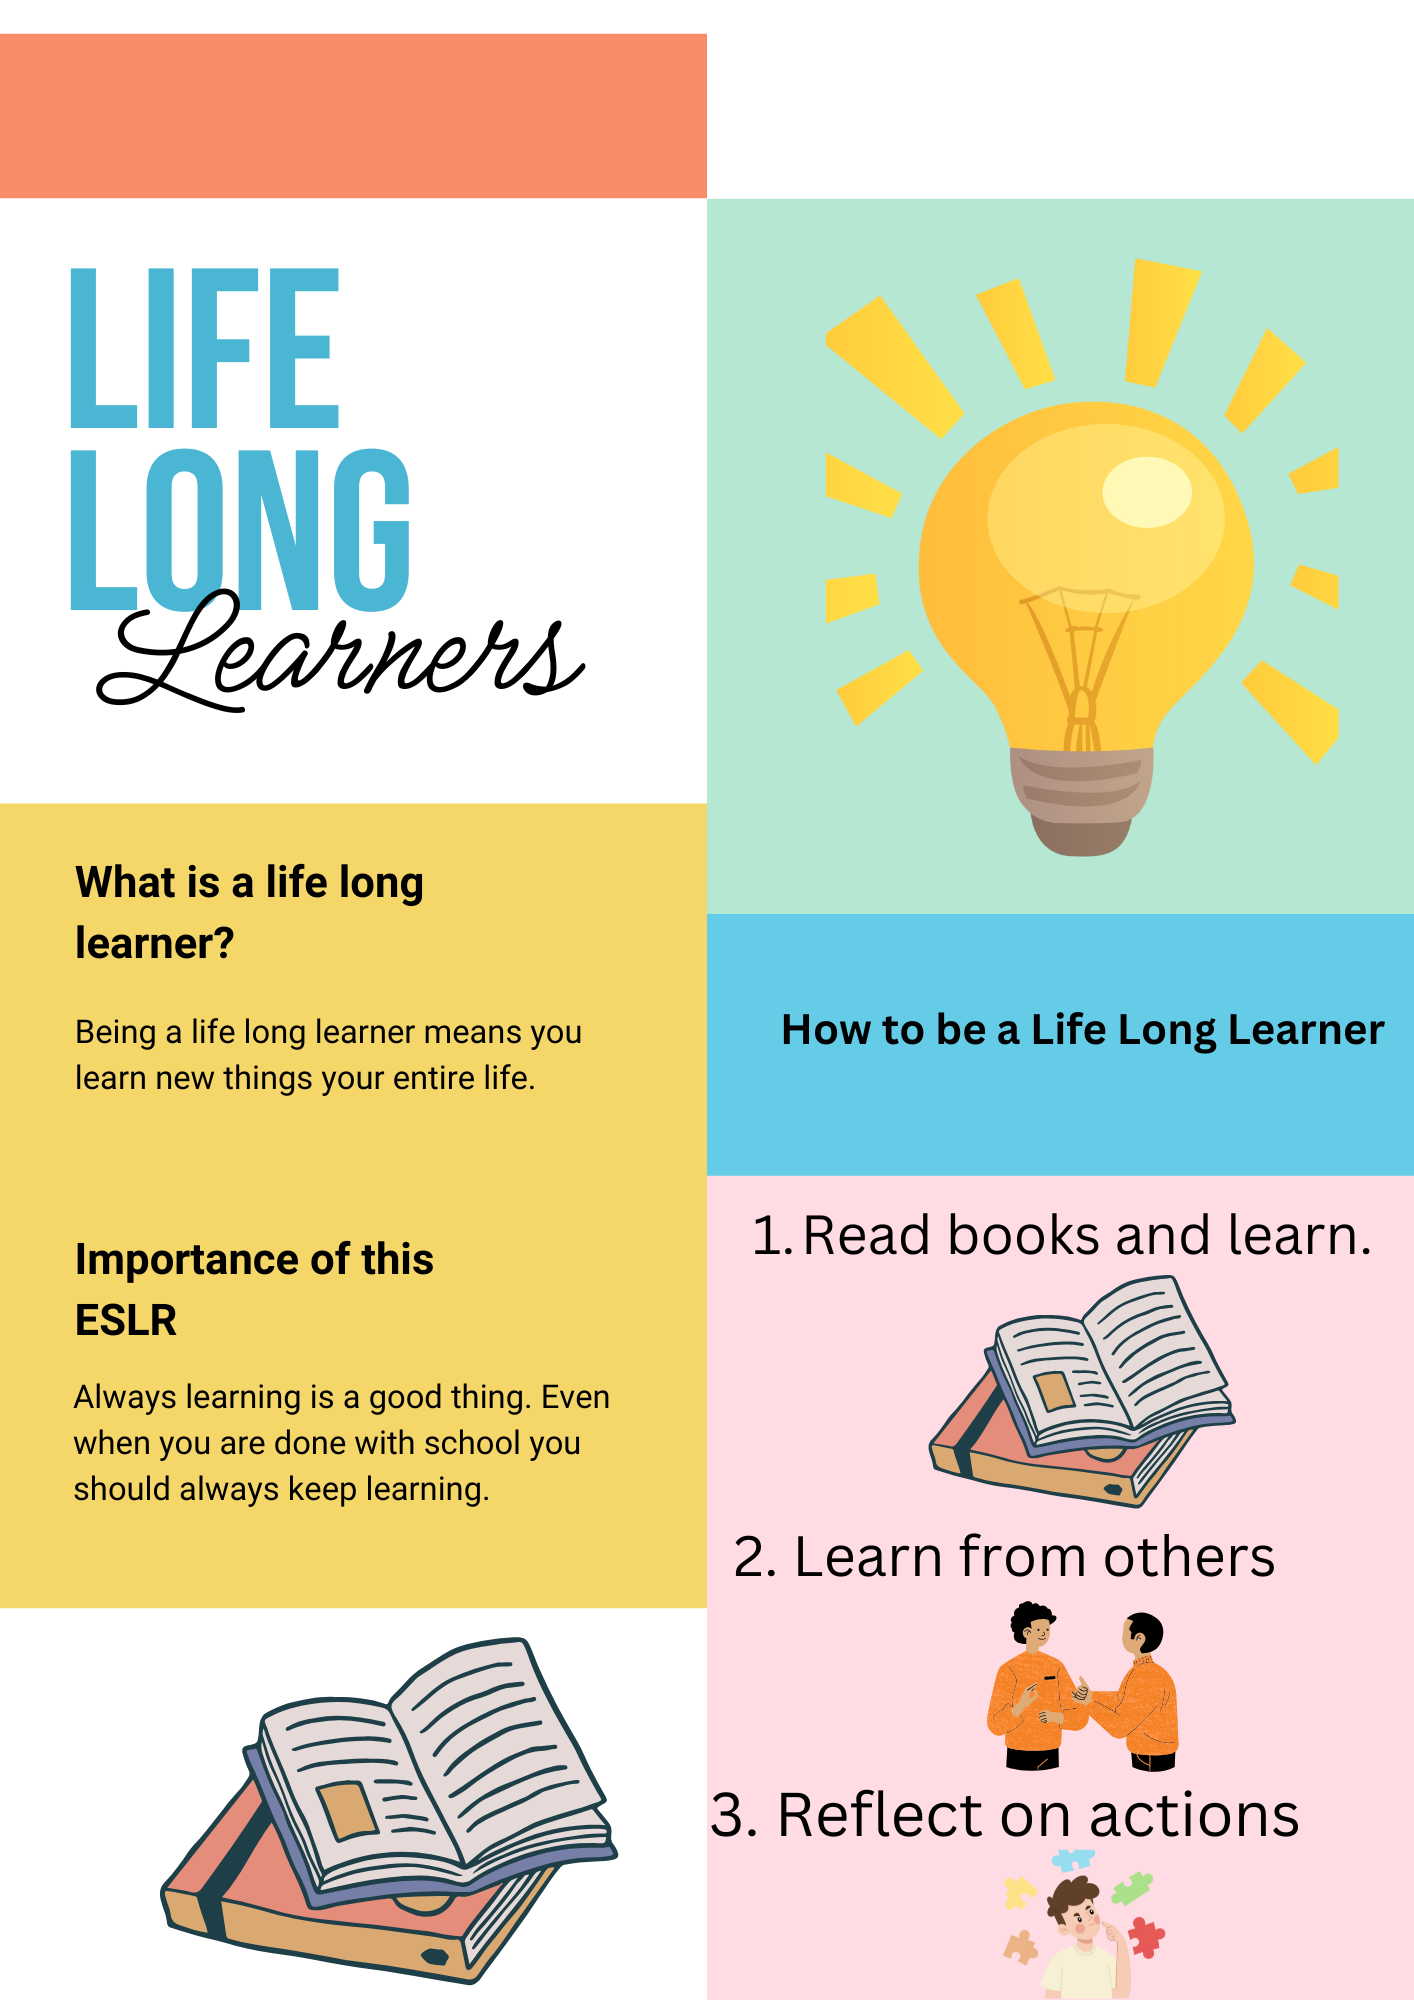 LIFE
LONG
Learners
What is a life long
learner?
Being a life long learner means you
learn new things your entire life.
Importance of this
ESLR
Always learning is a good thing. Even
when you are done with school you
should always keep learning.
How to be a Life Long Learner
1. Read books and learn.
2. Learn from others
3. Reflect on actions